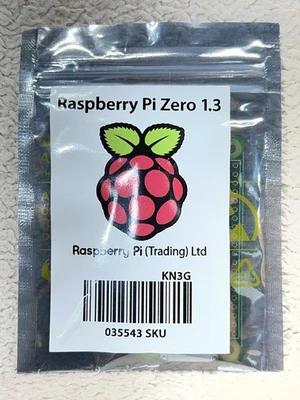 Raspberry Pi Zero 1.3
Raspberry Pi (Trading) Ltd
KN3G
035543 SKU